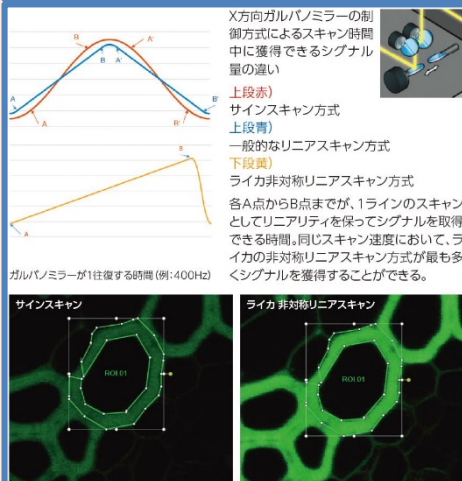 X方向ガルバノミラーの制
御方式によるスキャン時間
中に獲得できるシグナル
量の違い
上段赤)
サインスキャン方式
上段青)
一般的なリニアスキャン方式
下段黄)
ライカ非対称リニアスキャン方式
各A点からB点までが、1ラインのスキャン
としてリニアリティを保ってシグナルを取得
できる時間。同じスキャン速度において、ラ
イカの非対称リニアスキャン方式が最も多
くシグナルを獲得することができる。
B A'
B A'
A B'
A B'
B
A
ガルバノミラーが1往復する時間(例:400Hz)
サインスキャン
ROI 01
ライカ 非対称リニアスキャン
ROI 01